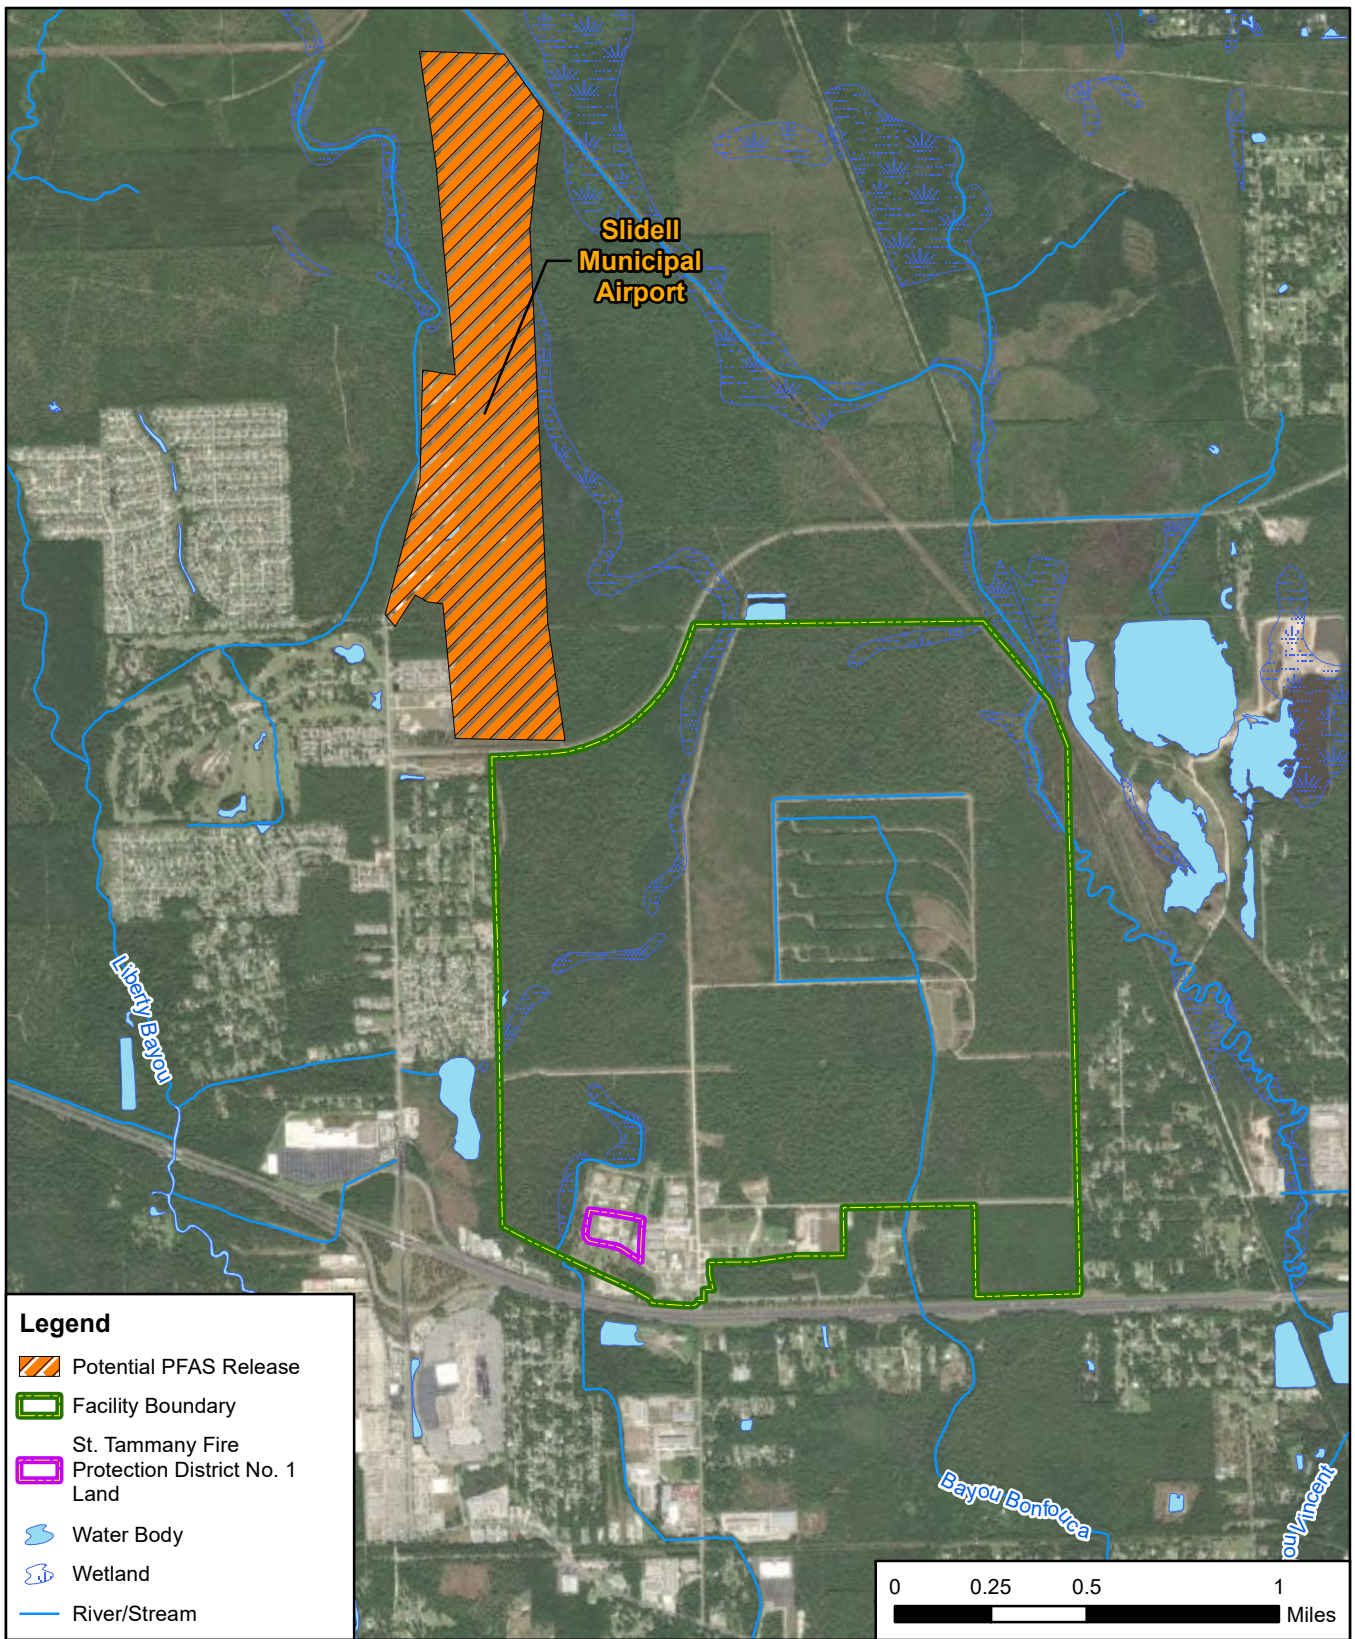 Slidell
Municipal
Airport
Liberty Bayou
Bayou Bonfouca
ou Vincent
Legend
Potential PFAS Release
Facility Boundary
St. Tammany Fire
Protection District No. 1
Land
Water Body
Wetland
River/Stream
0 0.25 0.5 1
Miles